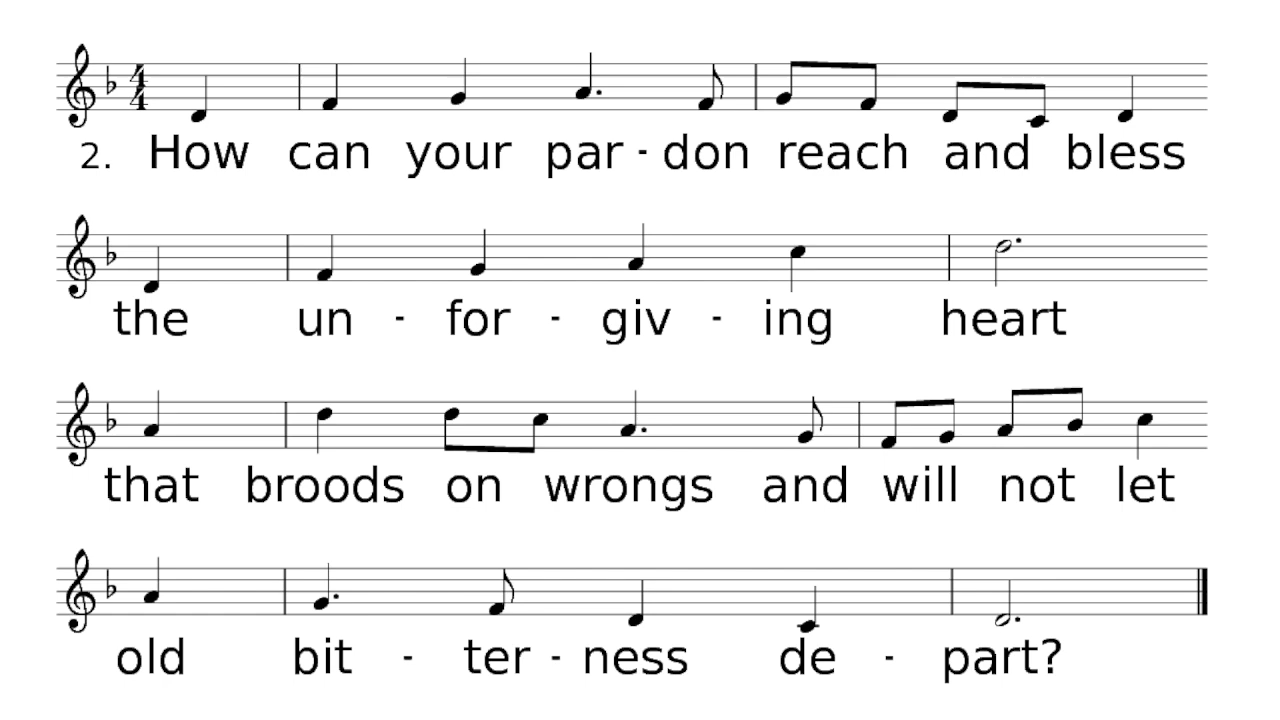 2. How can your par - don reach and bless
the un - for - giv - ing heart
that broods on wrongs and will not let
old bit - ter - ness de - part?